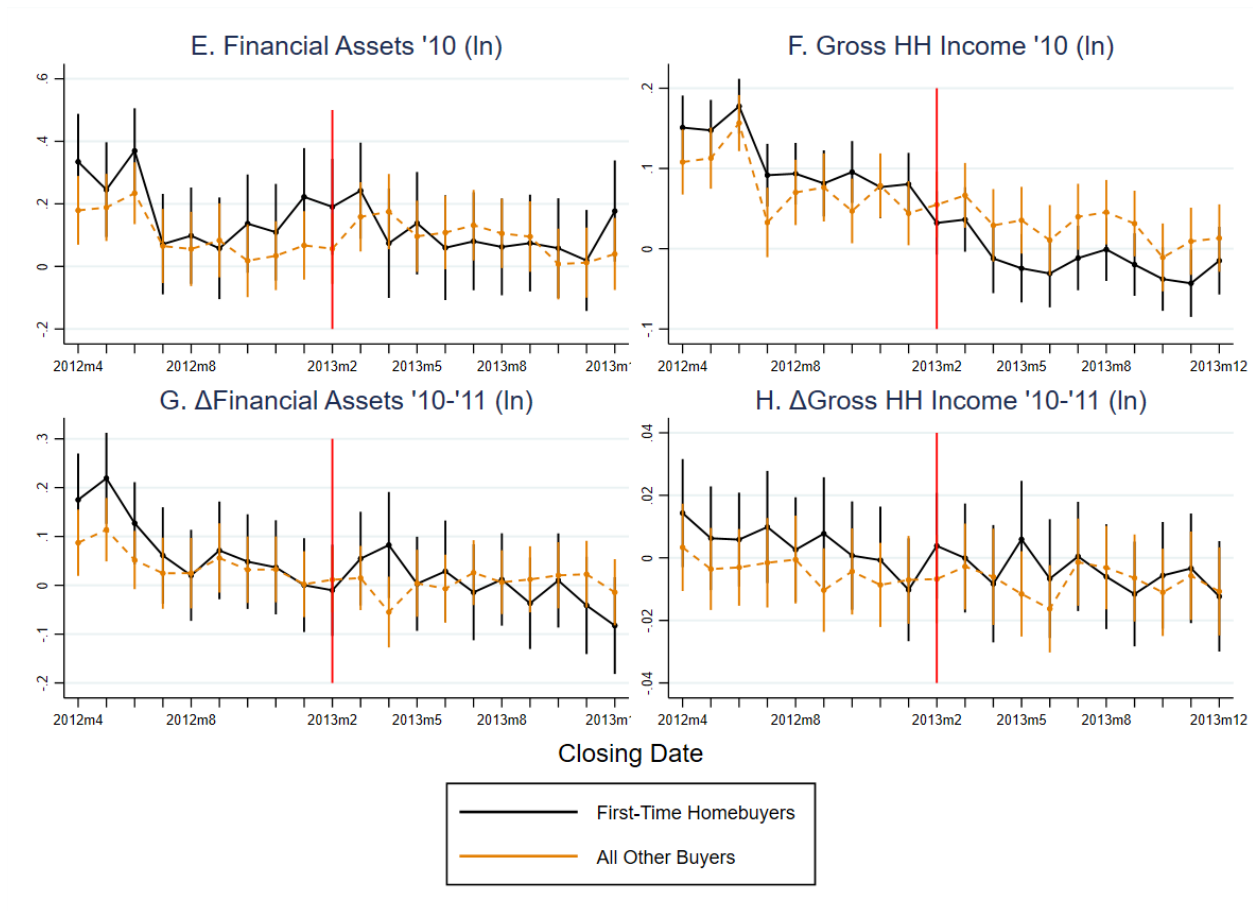 E. Financial Assets '10 (ln)
.6
.4
.2
0
-.2
2012m4 2012m8 2013m2 2013m5 2013m8 2013m1
F. Gross HH Income '10 (ln)
.2
.1
0
-.1
2012m4 2012m8 2013m2 2013m5 2013m8 2013m12
G. ΔFinancial Assets '10-'11 (ln)
.3
.2
.1
0
-.1
-.2
2012m4 2012m8 2013m2 2013m5 2013m8 2013m1
H. ΔGross HH Income '10-'11 (ln)
.04
.02
0
-.02
-.04
2012m4 2012m8 2013m2 2013m5 2013m8 2013m12
Closing Date
First-Time Homebuyers
All Other Buyers